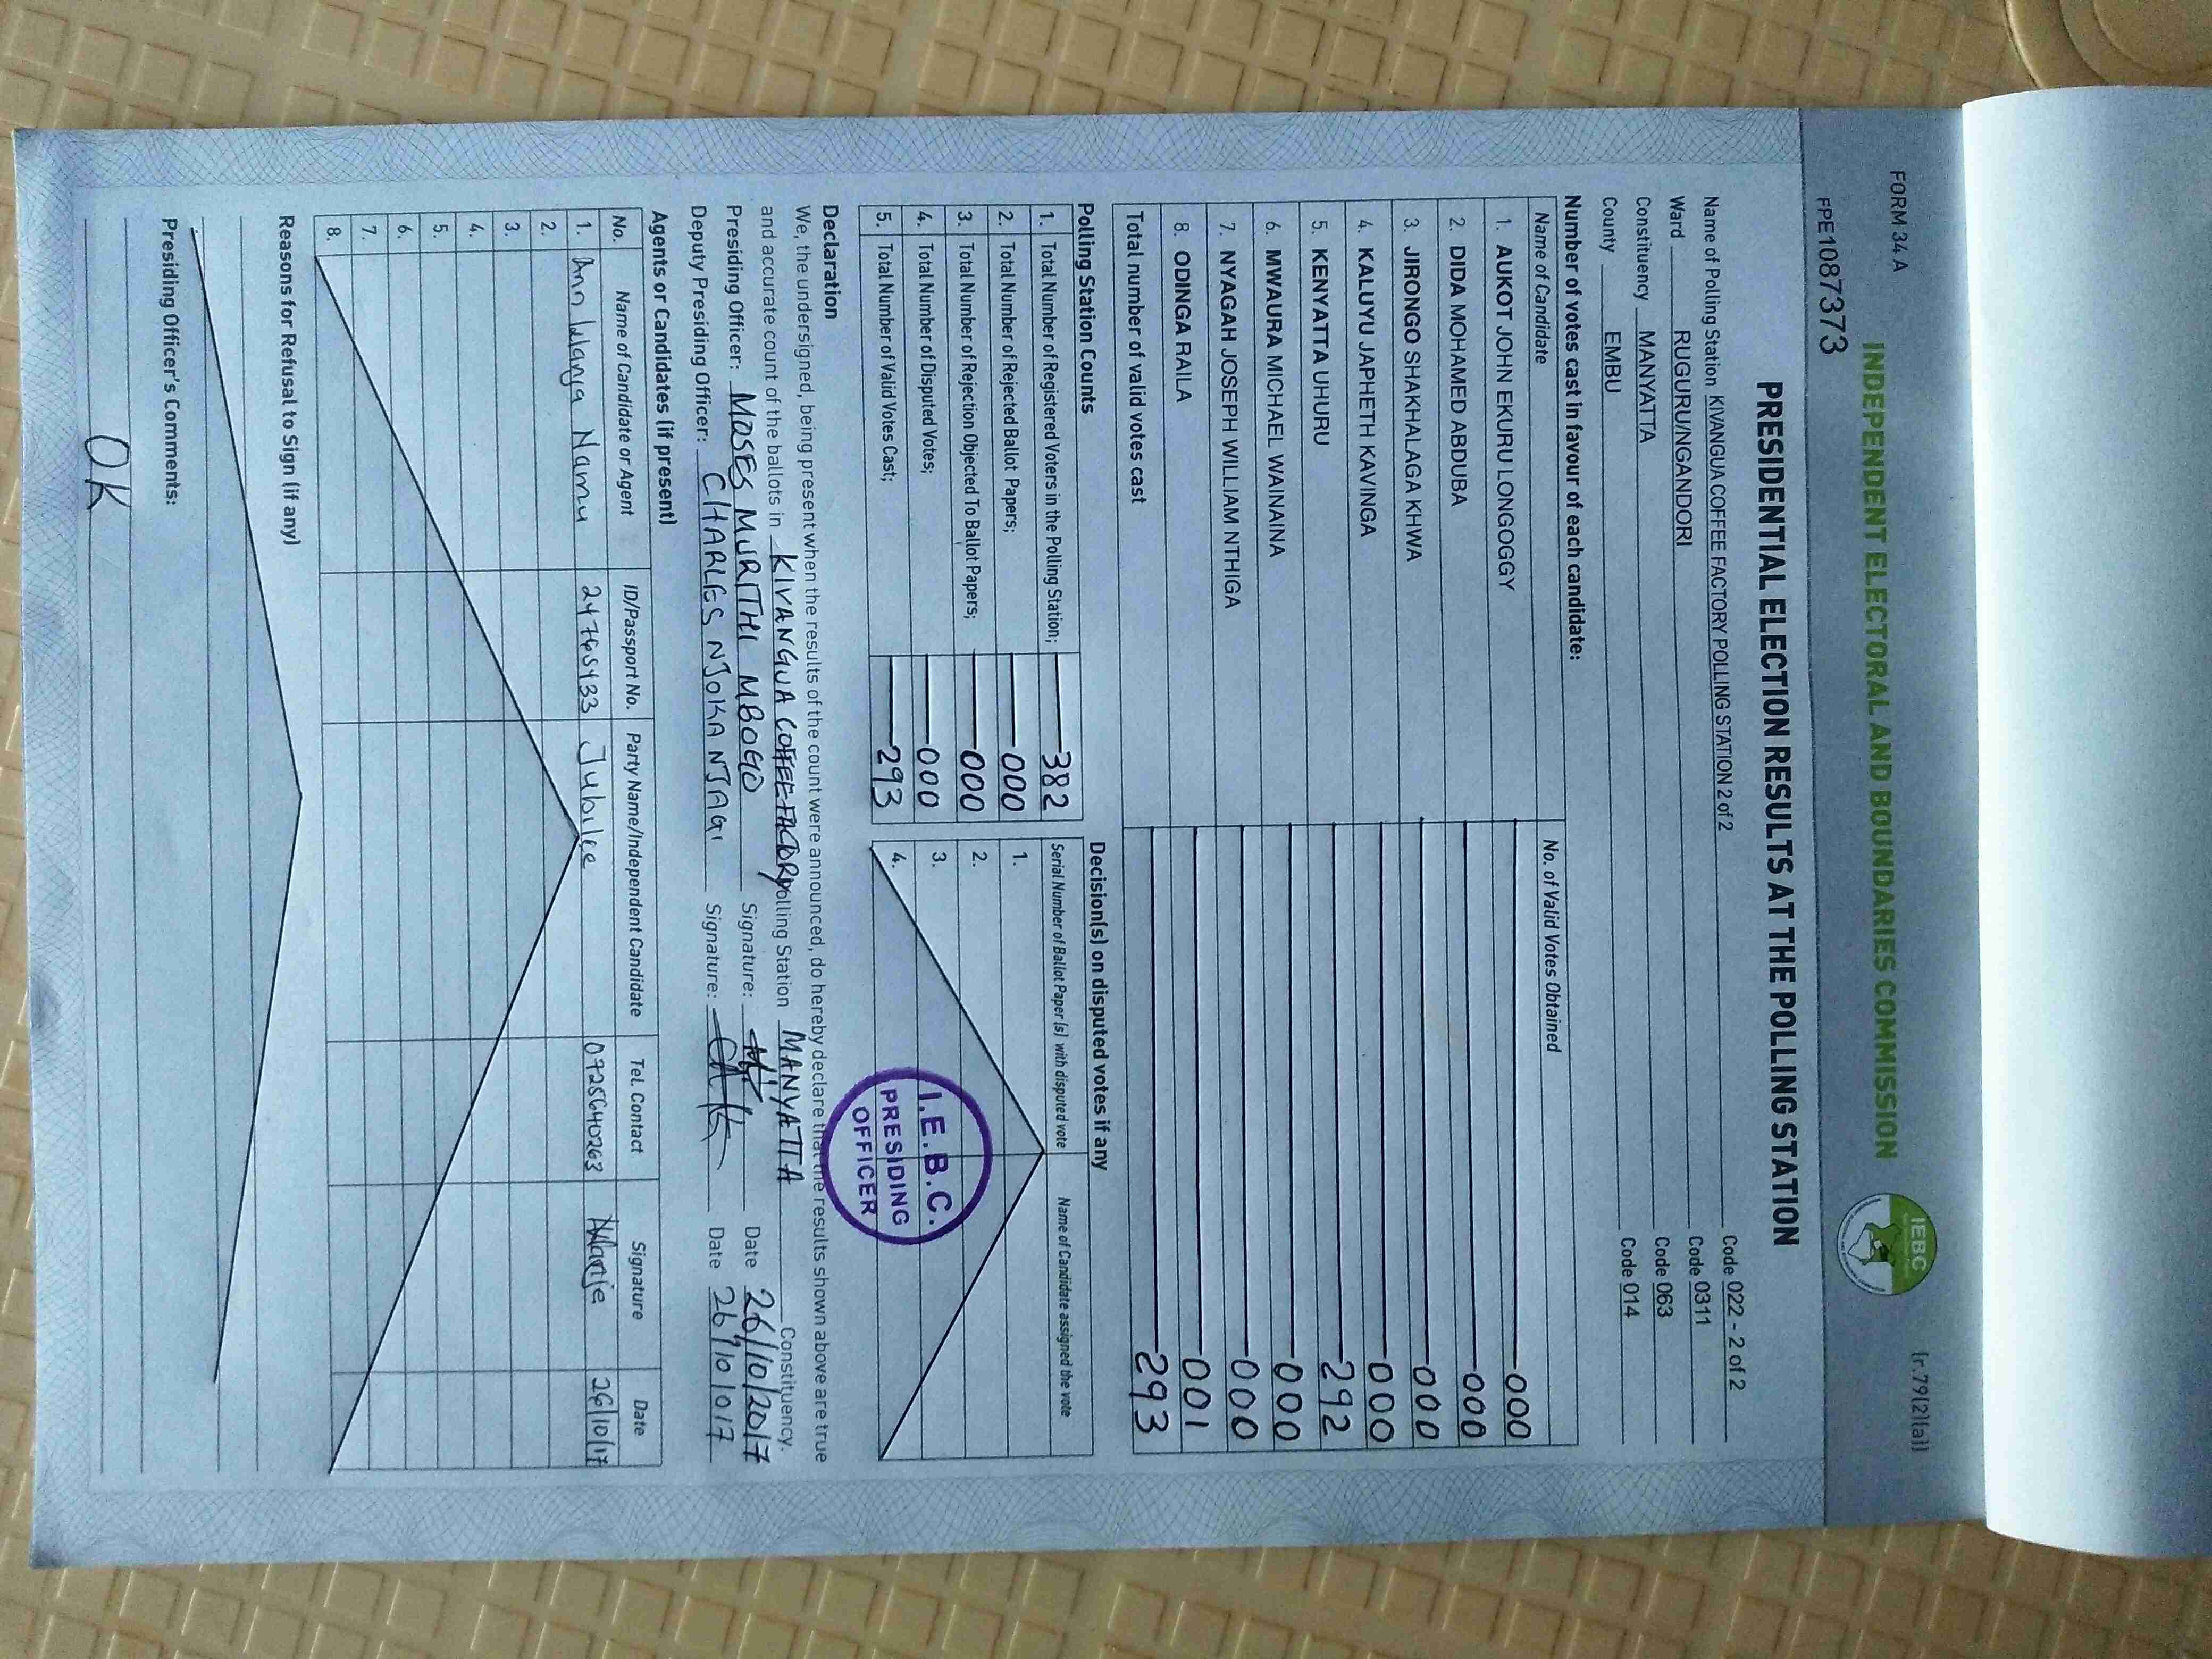 FORM 34 A
INDEPENDENT ELECTORAL AND BOUNDARIES COMMISSION
IEBC
(r.79(2)(a))
FPE1087373
PRESIDENTIAL ELECTION RESULTS AT THE POLLING STATION
Name of Polling Station KIVANGUA COFFEE FACTORY POLLING STATION 2 of 2 Code 022 - 2 of 2
Ward RUGURU/NGANDORI Code 0311
Constituency MANYATTA Code 063
County EMBU Code 014
Number of votes cast in favour of each candidate:
Name of Candidate No. of Valid Votes Obtained
1. AUKOT JOHN EKURU LONGOGGY 000
2. DIDA MOHAMED ABDUBA 000
3. JIRONGO SHAKHALAGA KHWA 000
4. KALUYU JAPHETH KAVINGA 000
5. KENYATTA UHURU 292
6. MWAURA MICHAEL WAINAINA 000
7. NYAGAH JOSEPH WILLIAM NTHIGA 000
8. ODINGA RAILA 001
Total number of valid votes cast 293
Polling Station Counts
1. Total Number of Registered Voters in the Polling Station; 382
2. Total Number of Rejected Ballot Papers; 000
3. Total Number of Rejection Objected To Ballot Papers; 000
4. Total Number of Disputed Votes; 000
5. Total Number of Valid Votes Cast; 293
Decision(s) on disputed votes if any
Serial Number of Ballot Paper (s) with disputed vote Name of Candidate assigned the vote
1.
2.
3.
4.
I.E.B.C.
PRESIDING
OFFICER
Declaration
We, the undersigned, being present when the results of the count were announced, do hereby declare that the results shown above are true
and accurate count of the ballots in KIVANGUA COFFEE FACTORY Polling Station MANYATTA Constituency.
Presiding Officer: MOSES MURITHI MBOGO Signature: Date 26/10/2017
Deputy Presiding Officer: CHARLES NJOKA NJAGI Signature: Date
Agents or Candidates (if present)
No. Name of Candidate or Agent ID/Passport No. Party Name/Independent Candidate Tel. Contact Signature Date
1. Ann Wanja Namu Jubilee 26/10/17
2.
3.
4.
5.
6.
7.
8.
Reasons for Refusal to Sign (if any)
Presiding Officer's Comments:
OK